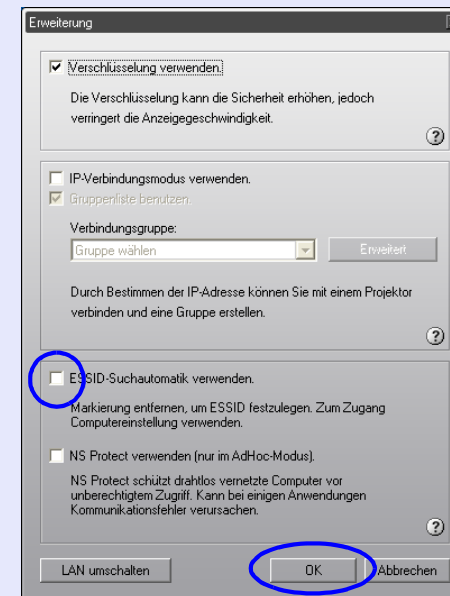 Erweiterung
Verschlüsselung verwenden.
Die Verschlüsselung kann die Sicherheit erhöhen, jedoch
verringert die Anzeigegeschwindigkeit.
?
IP-Verbindungsmodus verwenden.
Gruppenliste benutzen.
Verbindungsgruppe:
Gruppe wählen
Erweitert
Durch Bestimmen der IP-Adresse können Sie mit einem Projektor
verbinden und eine Gruppe erstellen.
?
ESSID-Suchautomatik verwenden.
Markierung entfernen, um ESSID festzulegen. Zum Zugang
Computereinstellung verwenden.
NS Protect verwenden (nur im AdHoc-Modus).
NS Protect schützt drahtlos vernetzte Computer vor
unberechtigtem Zugriff. Kann bei einigen Anwendungen
Kommunikationsfehler verursachen.
?
LAN umschalten
OK
Abbrechen